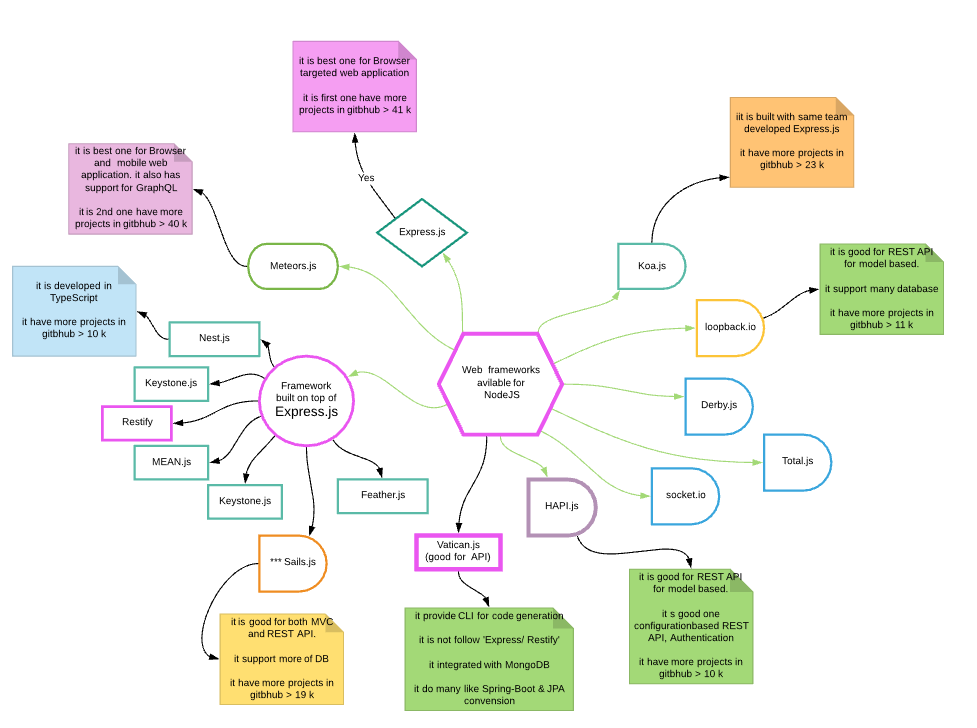 it is best one for Browser
targeted web application
it is first one have more
projects in gitbhub > 41 k
iit is built with same team
developed Express.js
it have more projects in
gitbhub > 23 k
it is best one for Browser
and mobile web
application. it also has
support for GraphQL
it is 2nd one have more
projects in gitbhub > 40 k
Yes
Express.js
Meteors.js
Koa.js
it is good for REST API
for model based.
it support many database
it have more projects in
gitbhub > 11 k
it is developed in
TypeScript
it have more projects in
gitbhub > 10 k
Nest.js
loopback.io
Web frameworks
avilable for
NodeJS
Framework
built on top of
Express.js
Keystone.js
Restify
MEAN.js
Keystone.js
Feather.js
Derby.js
Total.js
socket.io
HAPI.js
Vatican.js
(good for API)
*** Sails.js
it is good for both MVC
and REST API.
it support more of DB
it have more projects in
gitbhub > 19 k
it provide CLI for code generation
it is not follow 'Express/ Restify'
it integrated with MongoDB
it do many like Spring-Boot & JPA
convension
it is good for REST API
for model based.
it s good one
configurationbased REST
API, Authentication
it have more projects in
gitbhub > 10 k